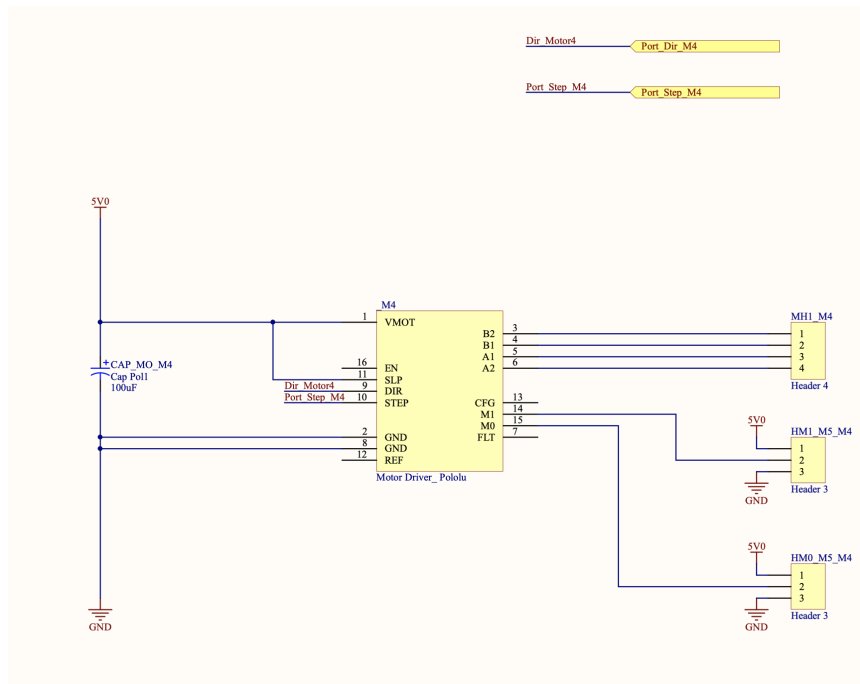 Dir_Motor4
Port_Dir_M4
Port_Step_M4
Port_Step_M4
5V0
M4
1
VMOT
+
CAP_MO_M4
Cap Pol1
100uF
16
EN
11
SLP
Dir_Motor4
9
DIR
Port_Step_M4
10
STEP
2
GND
8
GND
12
REF
Motor Driver_ Pololu
B2
3
B1
4
A1
5
A2
6
CFG
13
M1
14
M0
15
FLT
7
MH1_M4
1
2
3
4
Header 4
5V0
HM1_M5_M4
1
2
3
Header 3
GND
5V0
HM0_M5_M4
1
2
3
Header 3
GND
GND